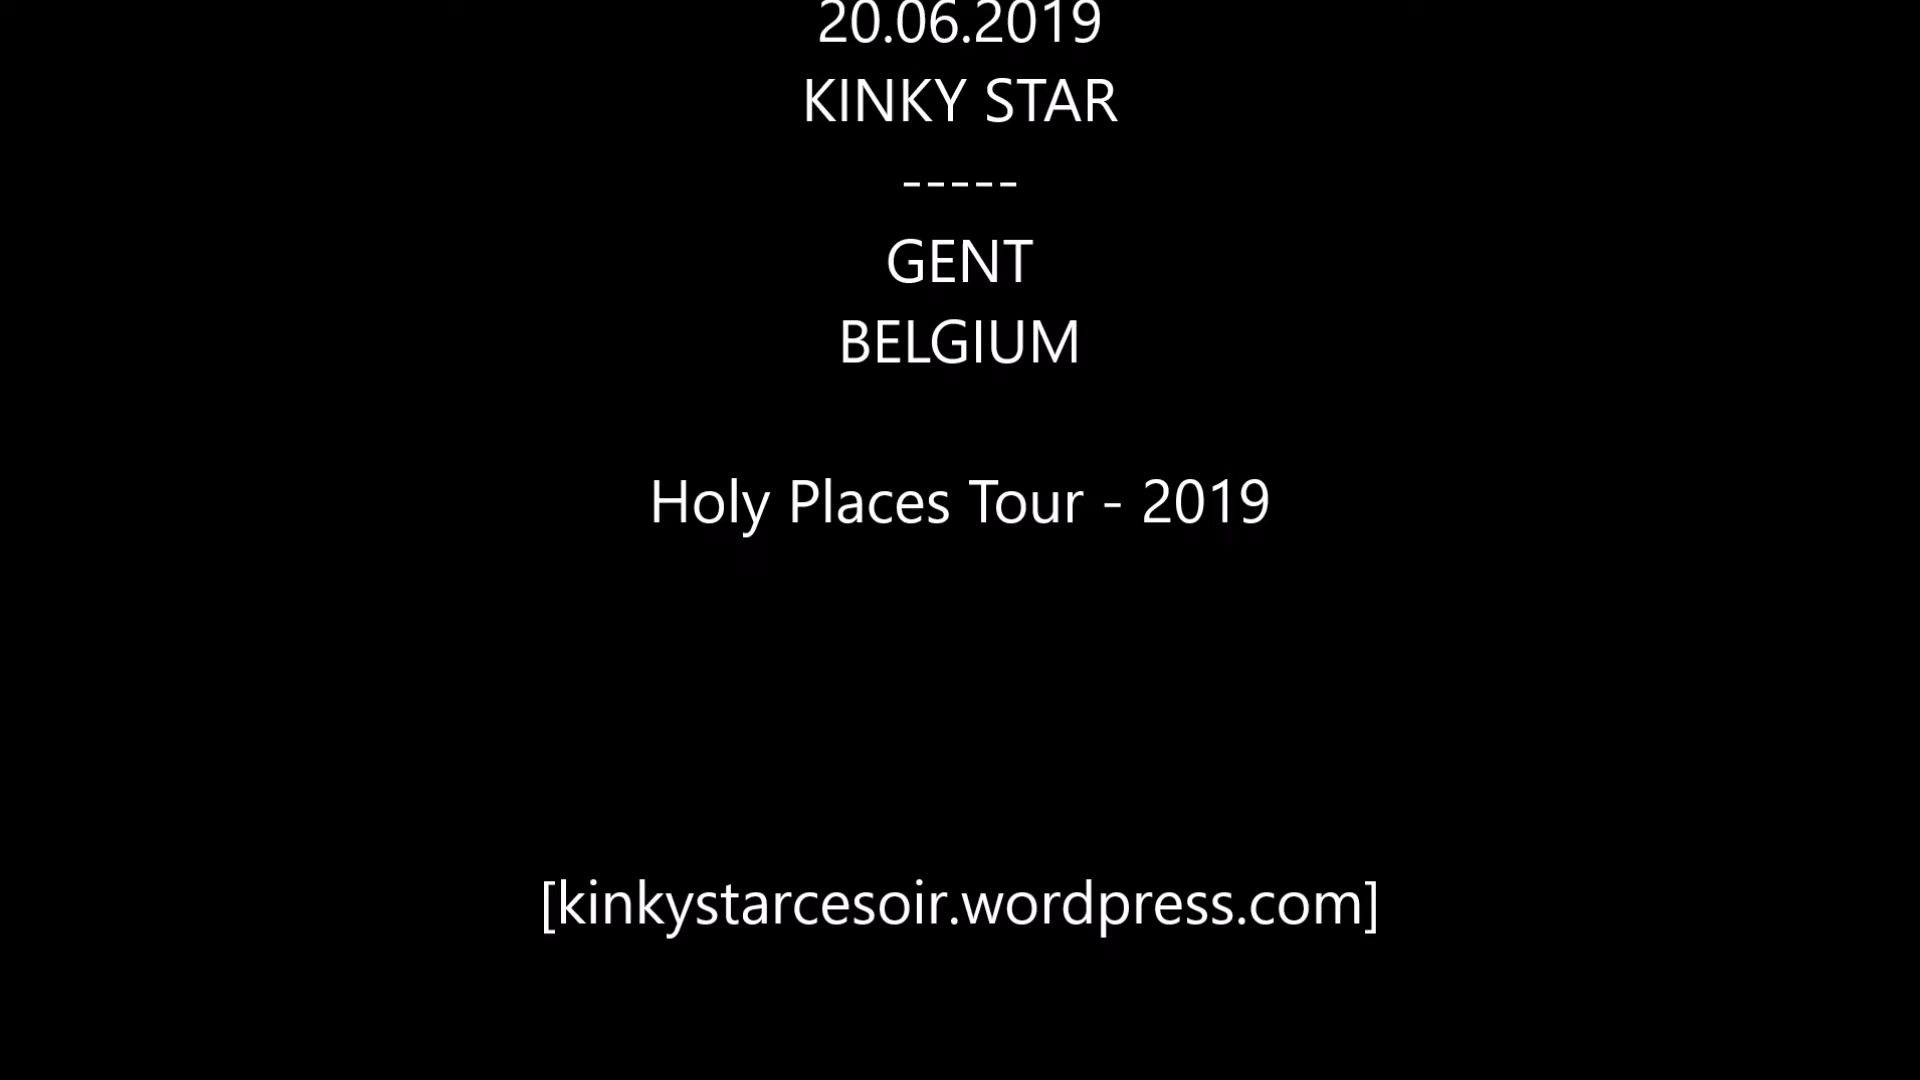 20.06.2019
KINKY STAR
-----
GENT
BELGIUM
Holy Places Tour - 2019
[kinkystarcesoir.wordpress.com]